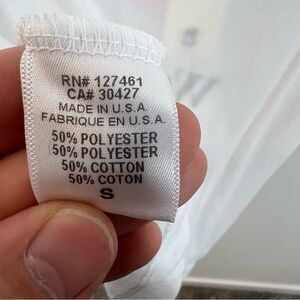 RN# 127461
CA# 30427
MADE IN U.S.A.
FABRIQUE EN U.S.A.
50% POLYESTER
50% POLYESTER
50% COTTON
50% COTON
S